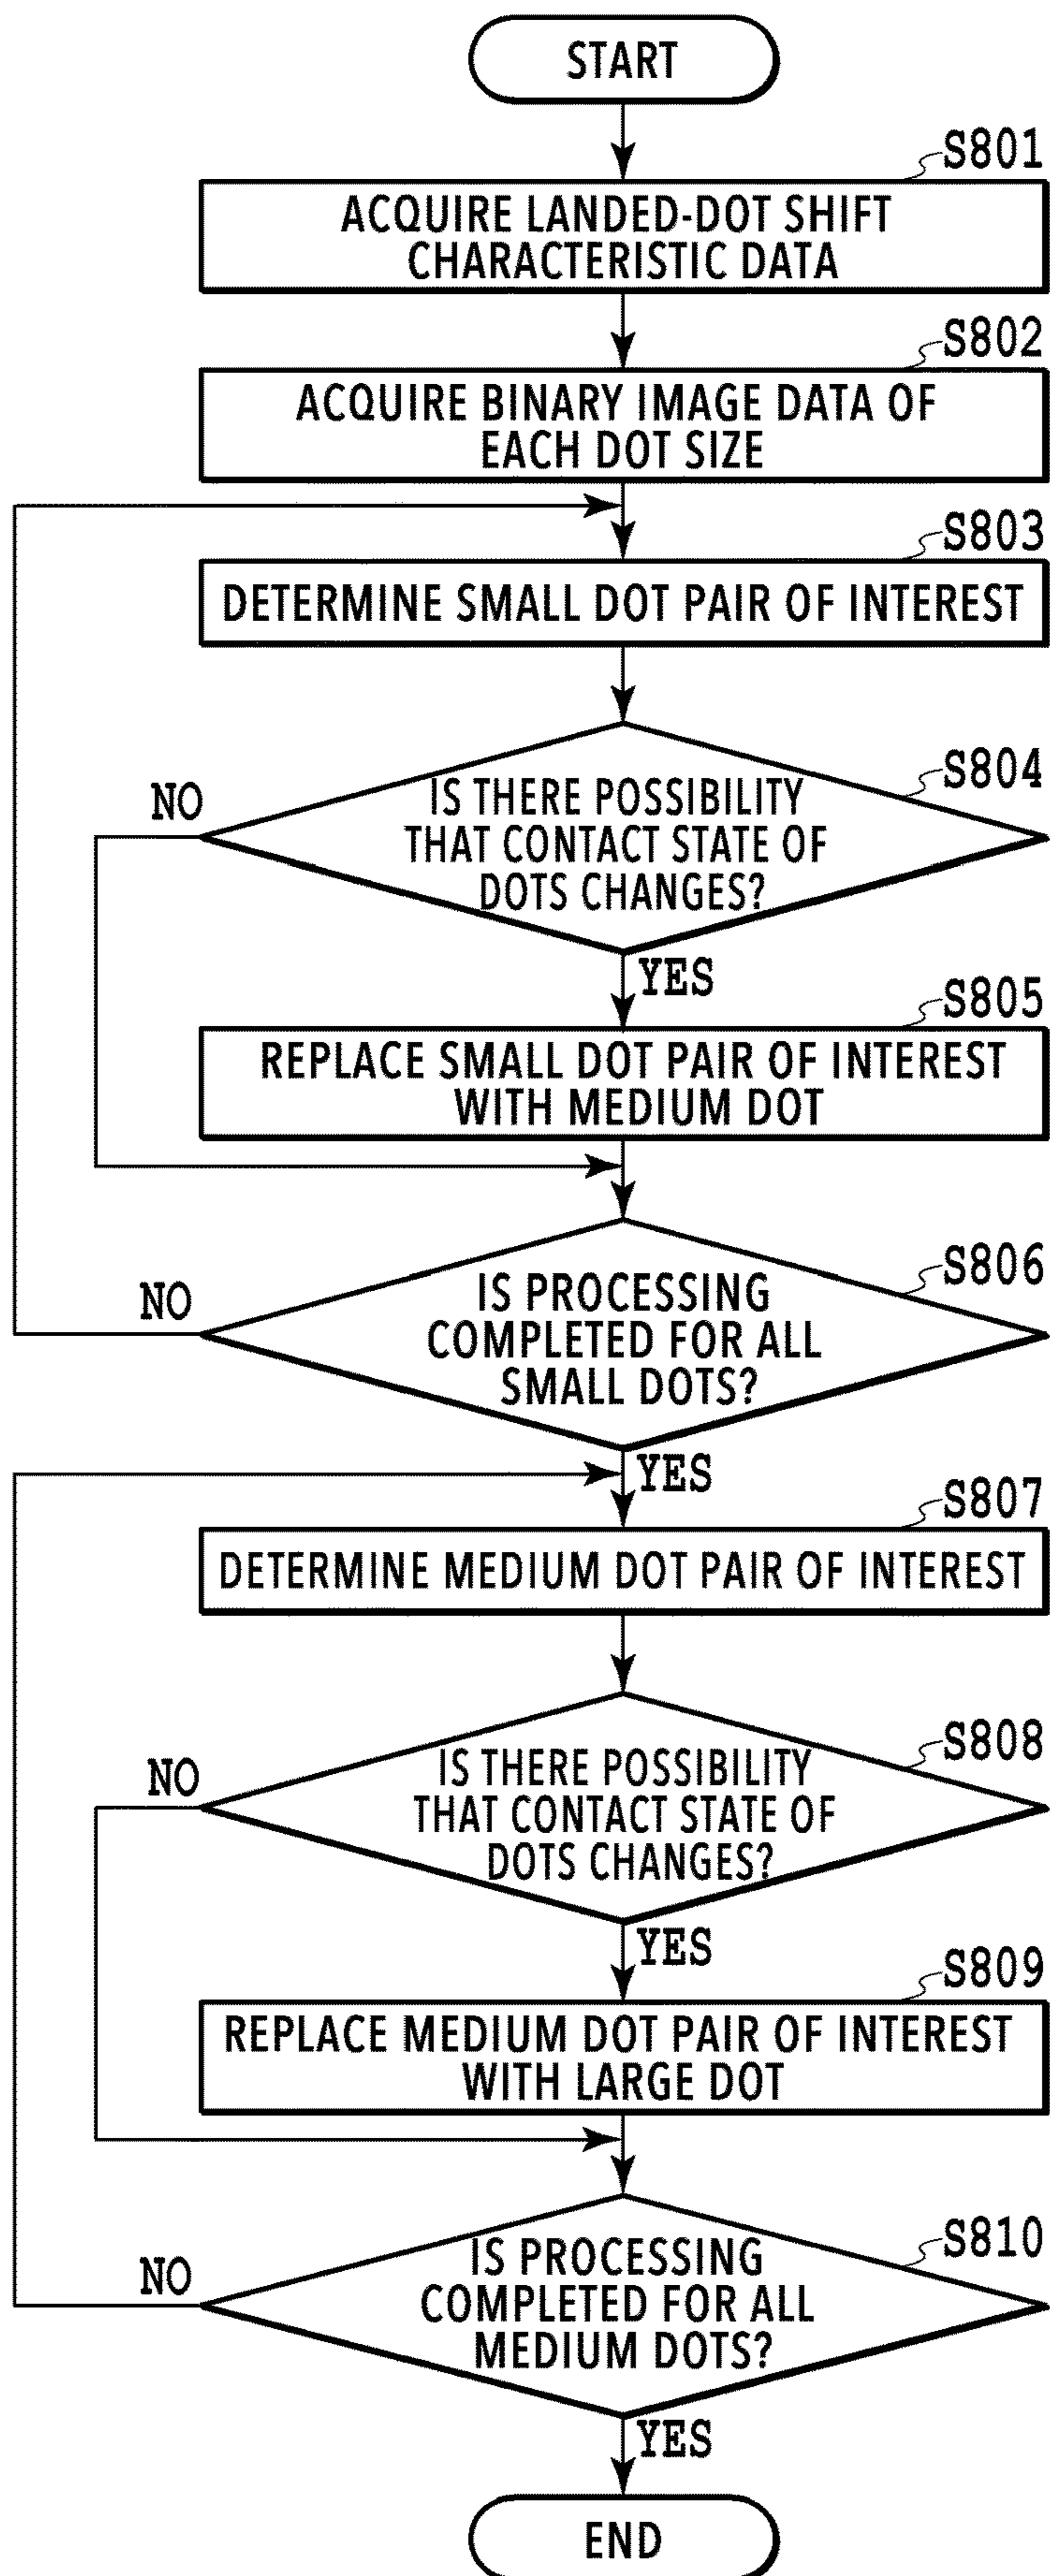 START
S801
ACQUIRE LANDED-DOT SHIFT
CHARACTERISTIC DATA
S802
ACQUIRE BINARY IMAGE DATA OF
EACH DOT SIZE
S803
DETERMINE SMALL DOT PAIR OF INTEREST
S804
NO
IS THERE POSSIBILITY
THAT CONTACT STATE OF
DOTS CHANGES?
YES
S805
REPLACE SMALL DOT PAIR OF INTEREST
WITH MEDIUM DOT
S806
NO
IS PROCESSING
COMPLETED FOR ALL
SMALL DOTS?
YES
S807
DETERMINE MEDIUM DOT PAIR OF INTEREST
S808
NO
IS THERE POSSIBILITY
THAT CONTACT STATE OF
DOTS CHANGES?
YES
S809
REPLACE MEDIUM DOT PAIR OF INTEREST
WITH LARGE DOT
S810
NO
IS PROCESSING
COMPLETED FOR ALL
MEDIUM DOTS?
YES
END